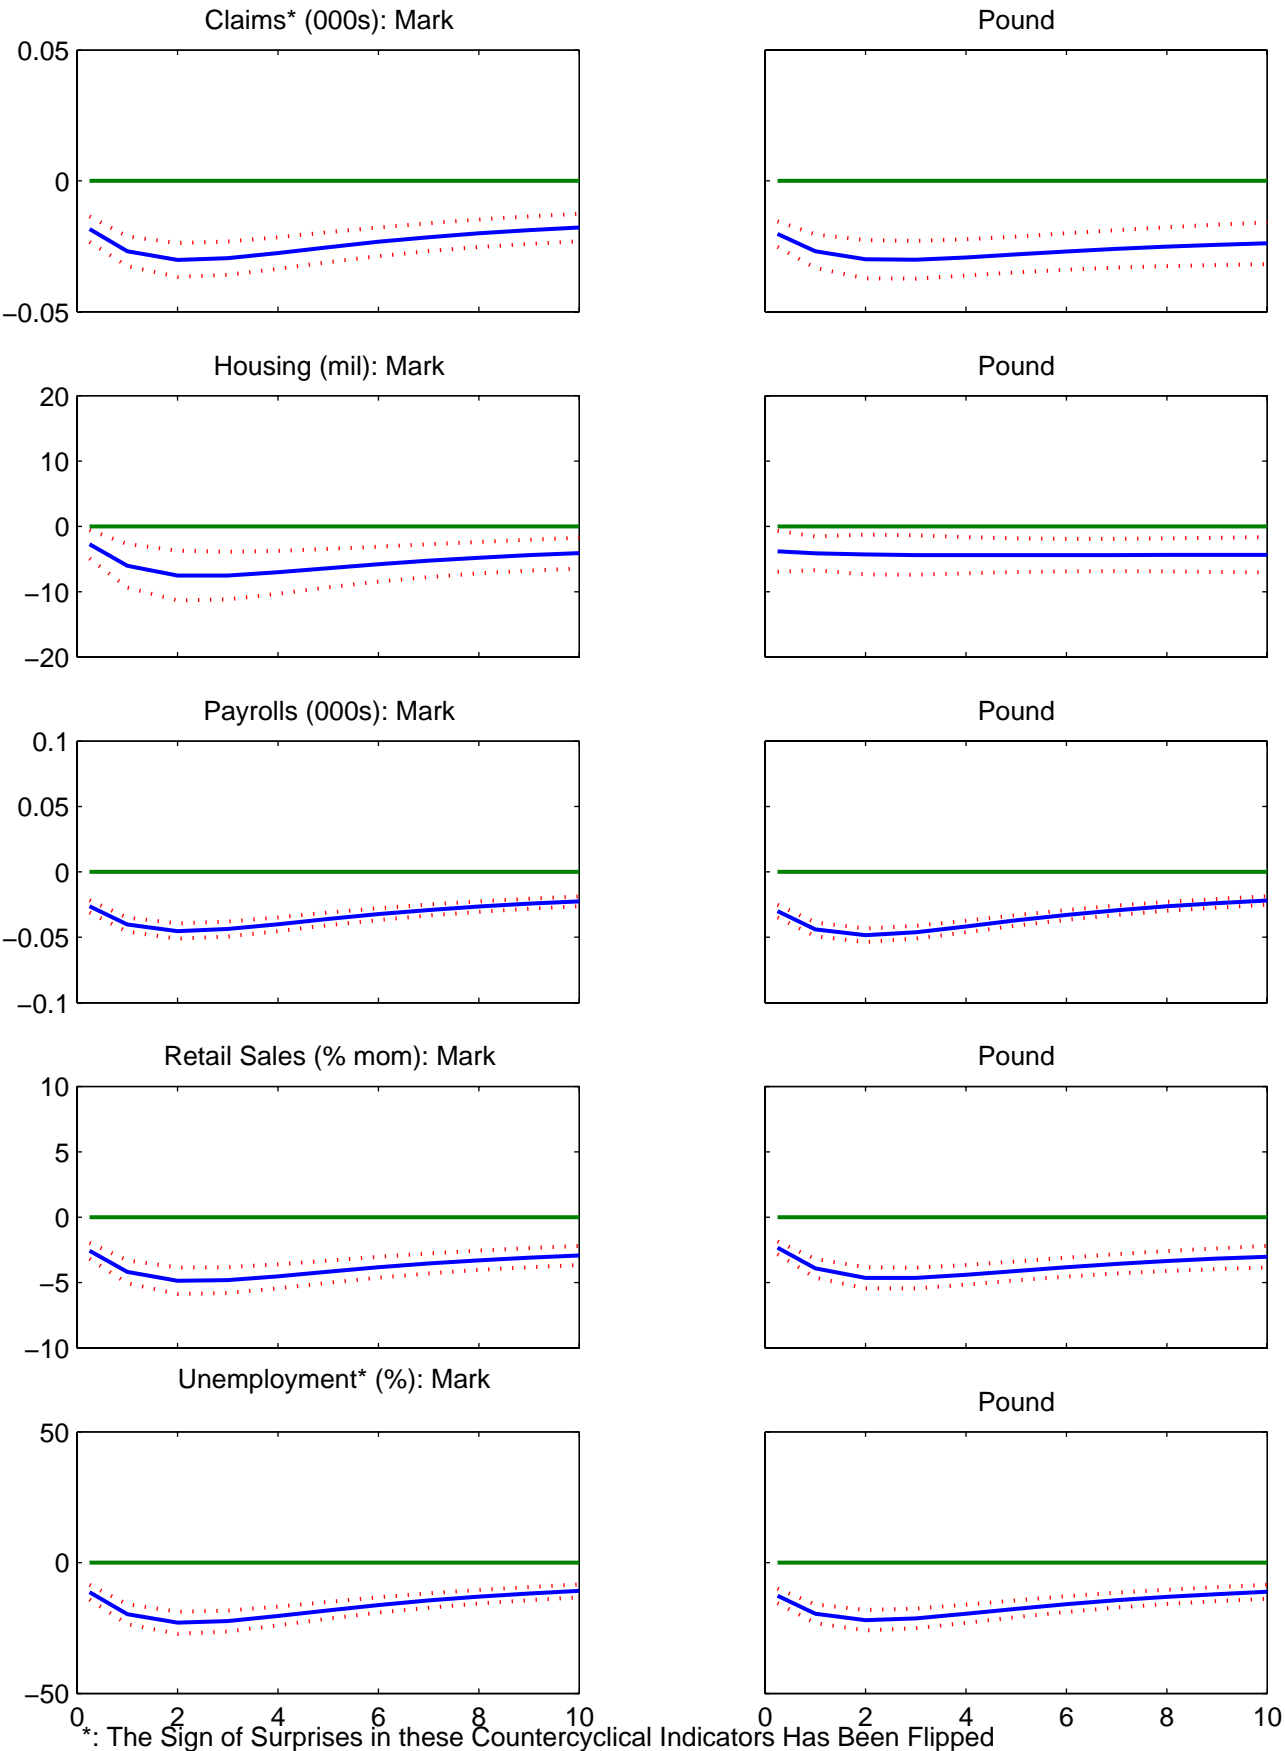 Claims* (000s): Mark
Pound
0.05
0
−0.05
Housing (mil): Mark
Pound
20
10
0
−10
−20
Payrolls (000s): Mark
Pound
0.1
0.05
0
−0.05
−0.1
Retail Sales (% mom): Mark
Pound
10
5
0
−5
−10
Unemployment* (%): Mark
Pound
50
0
−50
0 2 4 6 8 10
0 2 4 6 8 10
*: The Sign of Surprises in these Countercyclical Indicators Has Been Flipped